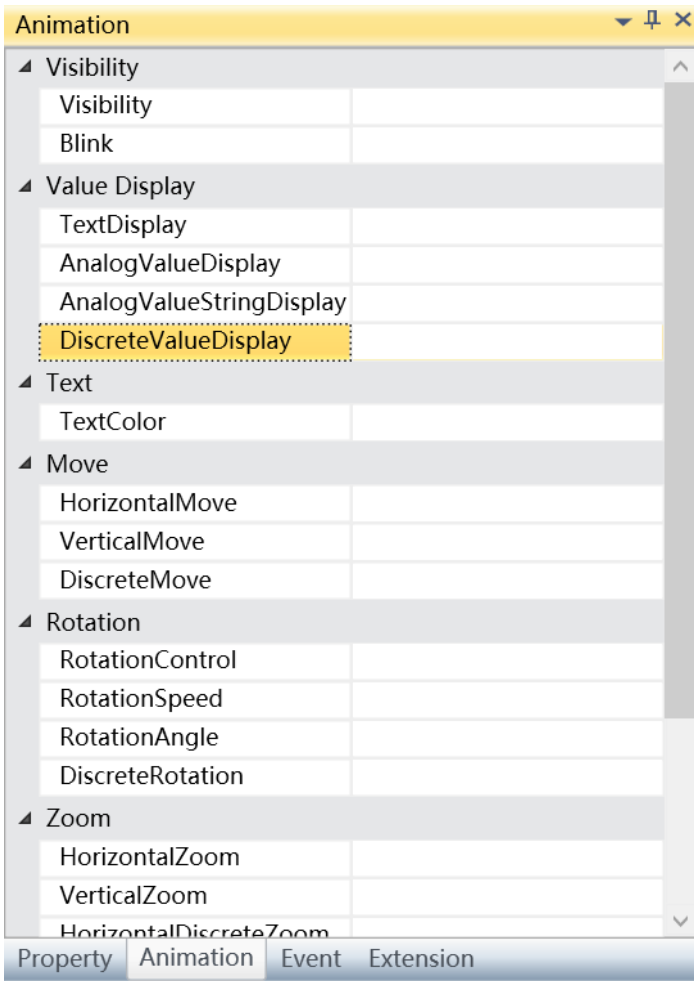 Animation
Visibility
Visibility
Blink
Value Display
TextDisplay
AnalogValueDisplay
AnalogValueStringDisplay
DiscreteValueDisplay
Text
TextColor
Move
HorizontalMove
VerticalMove
DiscreteMove
Rotation
RotationControl
RotationSpeed
RotationAngle
DiscreteRotation
Zoom
HorizontalZoom
VerticalZoom
HorizontalDiscreteZoom
Property Animation Event Extension